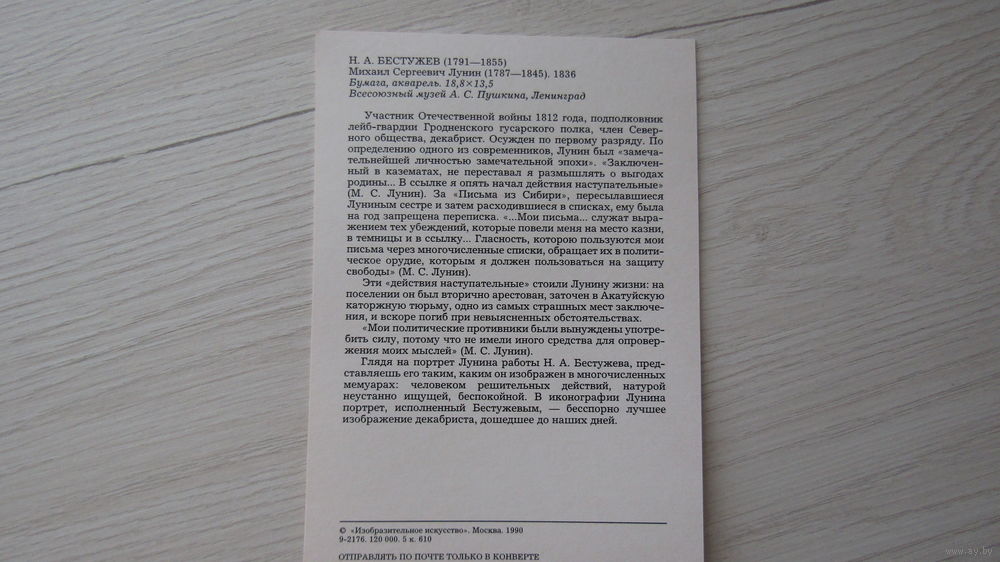 Н. А. БЕСТУЖЕВ (1791—1855)
Михаил Сергеевич Лунин (1787—1845). 1836
Бумага, акварель. 18,8×13,5
Всесоюзный музей А. С. Пушкина, Ленинград
Участник Отечественной войны 1812 года, подполковник
лейб-гвардии Гродненского гусарского полка, член Север-
ного общества, декабрист. Осужден по первому разряду. По
определению одного из современников, Лунин был «замеча-
тельнейшей личностью замечательной эпохи». «Заключен-
ный в казематах, не переставал я размышлять о выгодах
родины... В ссылке я опять начал действия наступательные»
(М. С. Лунин). За «Письма из Сибири», пересылавшиеся
Луниным сестре и затем расходившиеся в списках, ему была
на год запрещена переписка. «...Мои письма... служат выра-
жением тех убеждений, которые повели меня на место казни,
в темницы и в ссылку... Гласность, которою пользуются мои
письма через многочисленные списки, обращает их в полити-
ческое орудие, которым я должен пользоваться на защиту
свободы» (М. С. Лунин).
Эти «действия наступательные» стоили Лунину жизни: на
поселении он был вторично арестован, заточен в Акатуйскую
каторжную тюрьму, одно из самых страшных мест заключе-
ния, и вскоре погиб при невыясненных обстоятельствах.
«Мои политические противники были вынуждены употре-
бить силу, потому что не имели иного средства для опровер-
жения моих мыслей» (М. С. Лунин).
Глядя на портрет Лунина работы Н. А. Бестужева, пред-
ставляешь его таким, каким он изображен в многочисленных
мемуарах: человеком решительных действий, натурой
неустанно ищущей, беспокойной. В иконографии Лунина
портрет, исполненный Бестужевым, — бесспорно лучшее
изображение декабриста, дошедшее до наших дней.
© «Изобразительное искусство». Москва. 1990
9-2176. 120 000. 5 к. 610
ОТПРАВЛЯТЬ ПО ПОЧТЕ ТОЛЬКО В КОНВЕРТЕ
www.ay.by